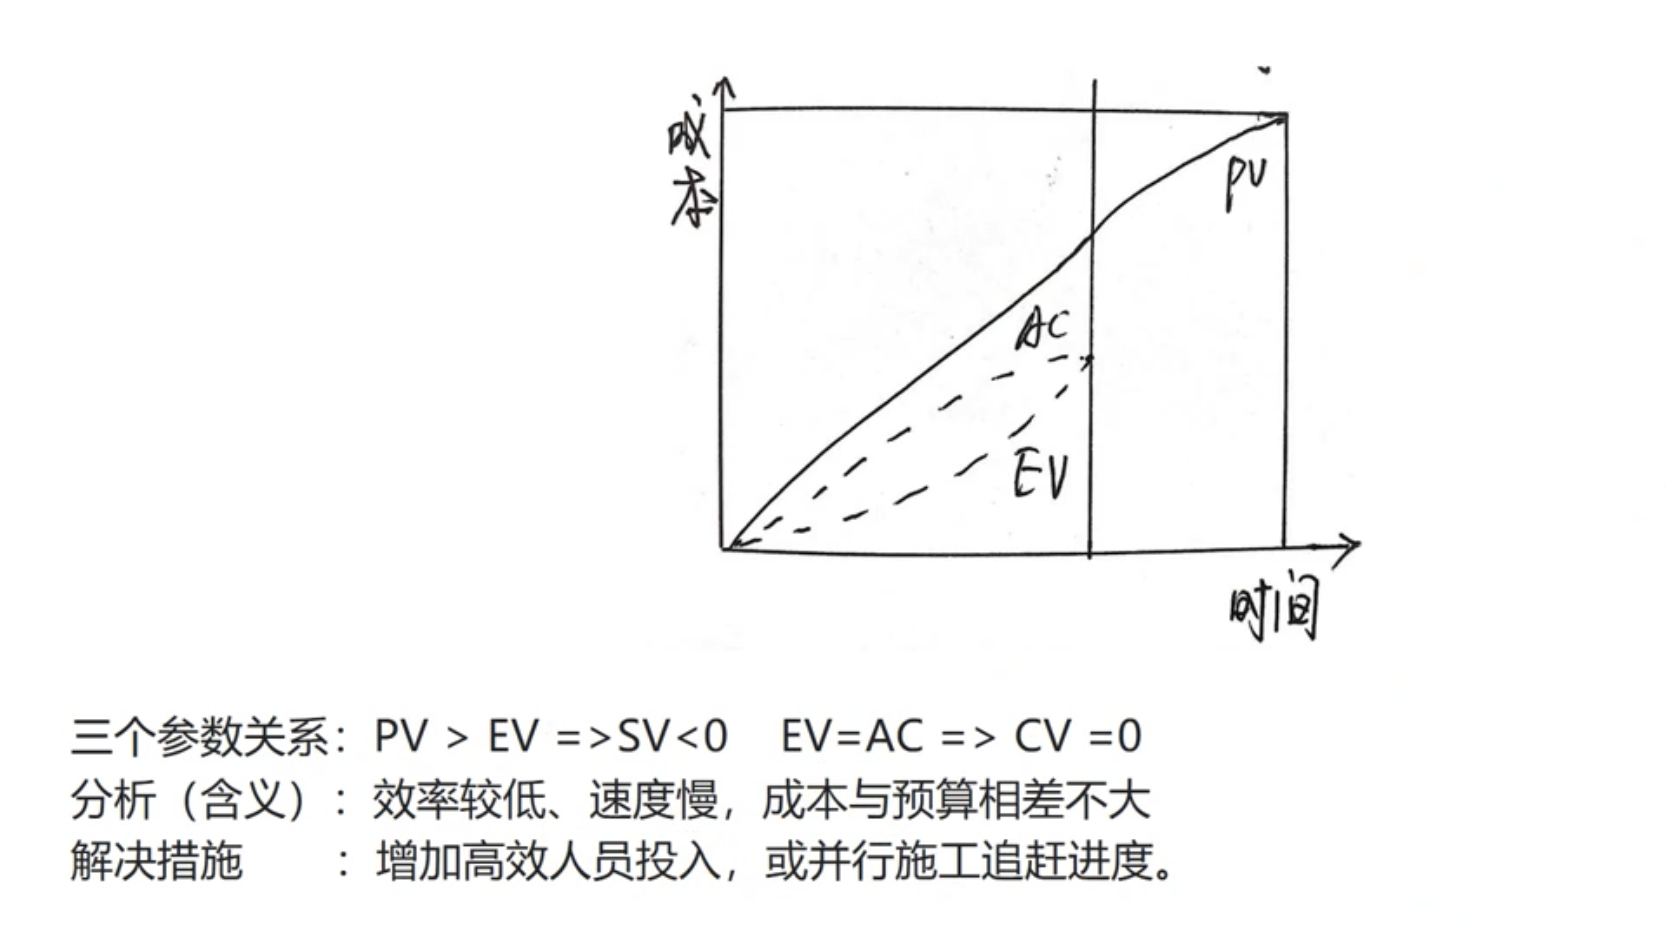 成本
PV
AC
EV
时间
三个参数关系：PV > EV =>SV<0 EV=AC => CV =0
分析（含义）：效率较低、速度慢，成本与预算相差不大
解决措施 ：增加高效人员投入，或并行施工追赶进度。